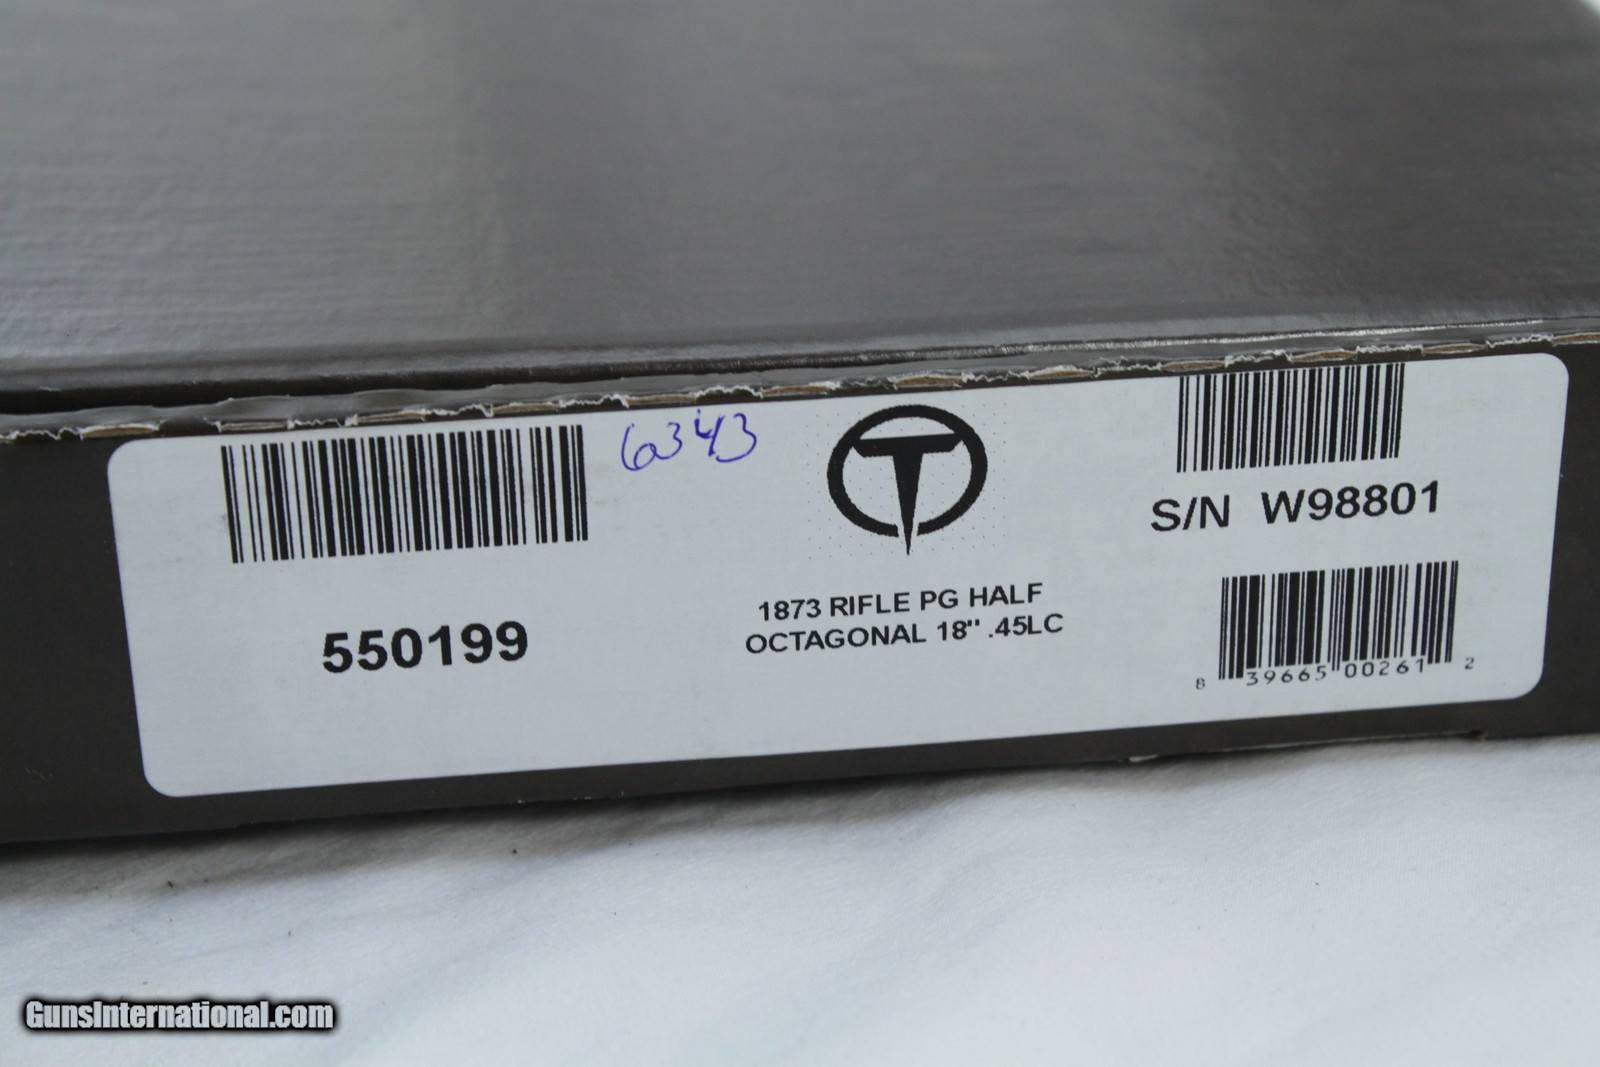 6343
T
S/N W98801
550199
1873 RIFLE PG HALF
OCTAGONAL 18" .45LC
8 39665 00261 2
GunsInternational.com